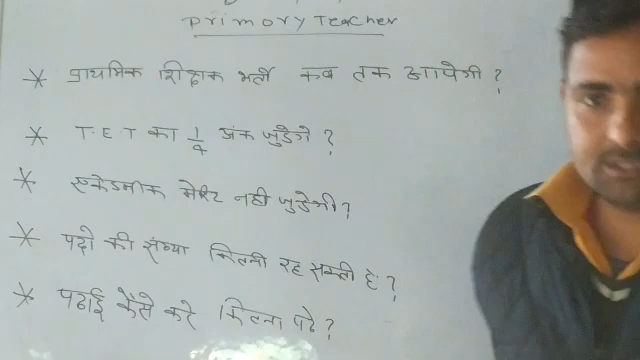 Primory Teacher
* प्राथमिक शिक्षक भर्ती कब तक आयेगी ?
* T.E.T का 1/4 अंक जुडेगे ?
* एकेडमीक मेरिट नही जुडेगी ?
* पदो की संख्या कितनी रह सकती है ?
* पढाई कैसे करे कितना पढे ?